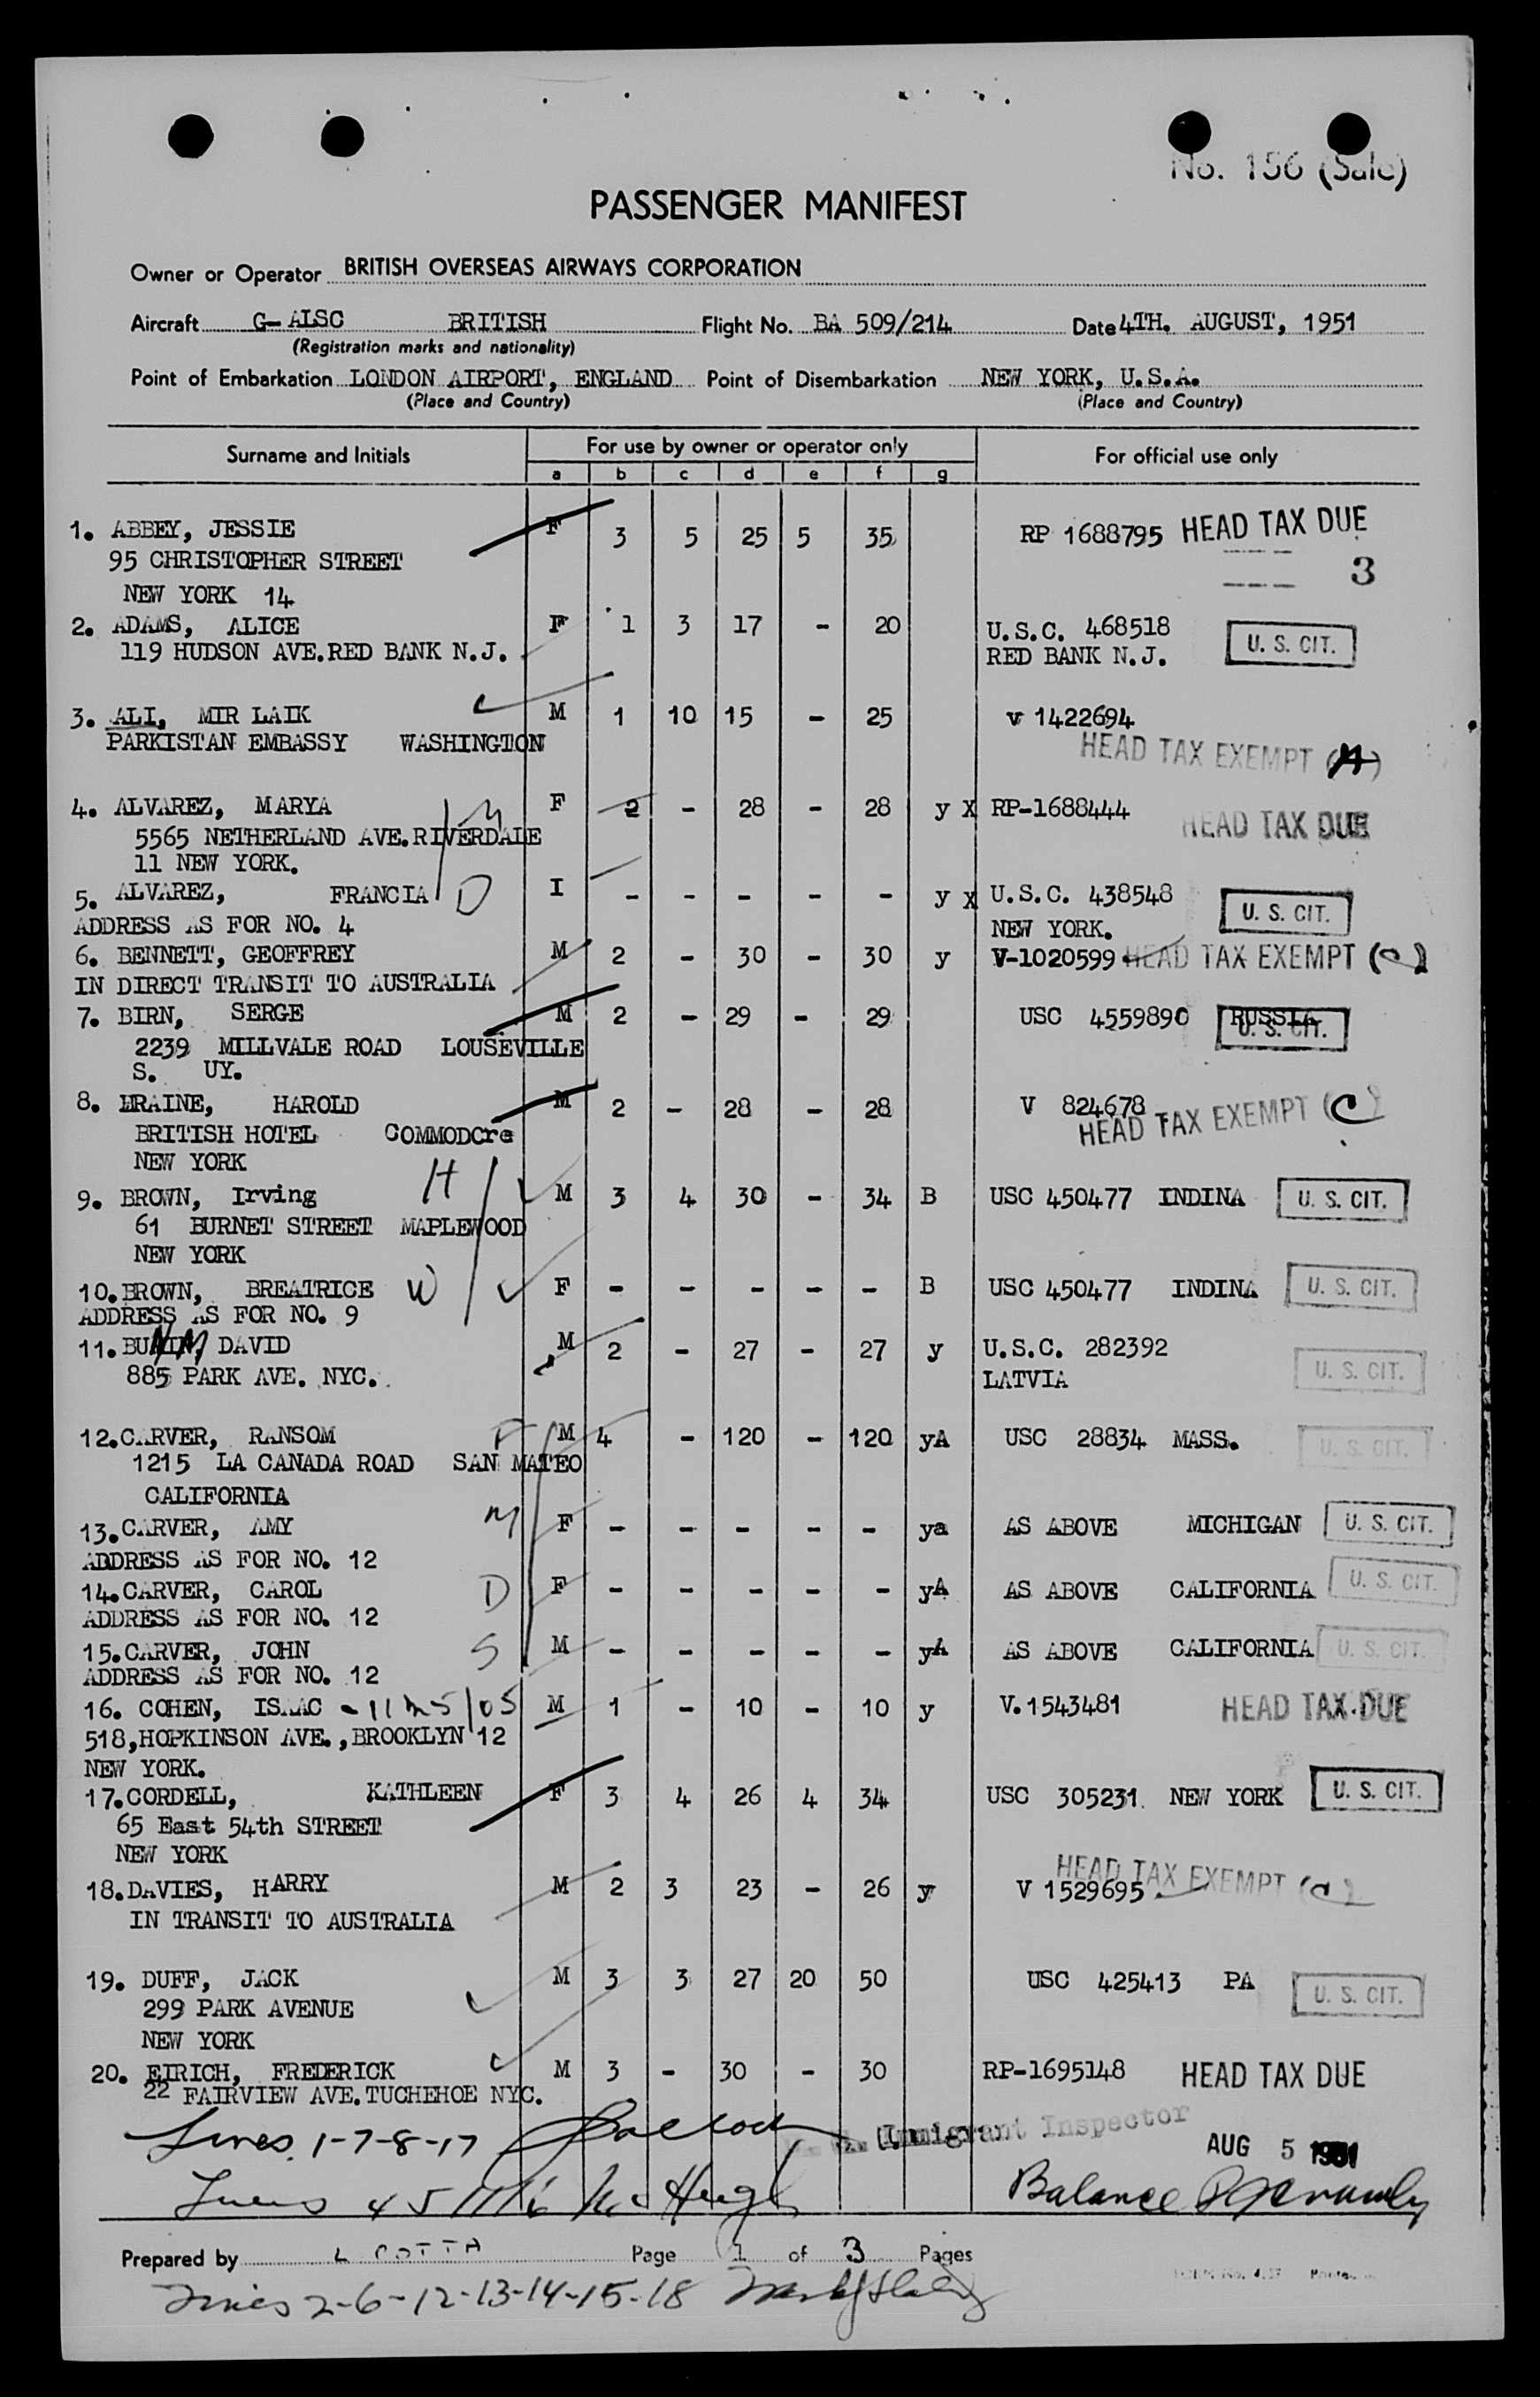 No. 156 (Sale)
PASSENGER MANIFEST
Owner or Operator BRITISH OVERSEAS AIRWAYS CORPORATION
Aircraft G-ALSC BRITISH Flight No. BA 509/214 Date 4TH. AUGUST, 1951
(Registration marks and nationality)
Point of Embarkation LONDON AIRPORT, ENGLAND Point of Disembarkation NEW YORK, U.S.A.
(Place and Country) (Place and Country)
Surname and Initials For use by owner or operator only For official use only
a b c d e f g
1. ABBEY, JESSIE F 3 5 25 5 35 RP 1688795 HEAD TAX DUE
95 CHRISTOPHER STREET 3
NEW YORK 14
2. ADAMS, ALICE F 1 3 17 - 20 U.S.C. 468518 U. S. CIT.
119 HUDSON AVE.RED BANK N.J. RED BANK N.J.
3. ALI, MIR LAIK M 1 10 15 - 25 v 1422694
PARKISTAN EMBASSY WASHINGTON HEAD TAX EXEMPT
4. ALVAREZ, MARYA M F 2 - 28 - 28 y X RP-1688444
5565 NETHERLAND AVE.RIVERDALE HEAD TAX DUE
11 NEW YORK.
5. ALVAREZ, FRANCIA D I - - - - - y X U.S.C. 438548 U. S. CIT.
ADDRESS AS FOR NO. 4 NEW YORK.
6. BENNETT, GEOFFREY M 2 - 30 - 30 y V-1020599 HEAD TAX EXEMPT
IN DIRECT TRANSIT TO AUSTRALIA
7. BIRN, SERGE M 2 - 29 - 29 USC 4559890 RUSSIA U. S. CIT.
2239 MILLVALE ROAD LOUSEVILLE
S. UY.
8. BRAINE, HAROLD M 2 - 28 - 28 V 824678
BRITISH HOTEL COMMODCre HEAD TAX EXEMPT (C)
NEW YORK
9. BROWN, Irving H M 3 4 30 - 34 B USC 450477 INDINA U. S. CIT.
61 BURNET STREET MAPLEWOOD
NEW YORK
10. BROWN, BREATRICE W F - - - - - B USC 450477 INDINA U. S. CIT.
ADDRESS AS FOR NO. 9
11. DAVID M 2 - 27 - 27 y U.S.C. 282392
885 PARK AVE. NYC. LATVIA U. S. CIT.
12. CARVER, RANSOM F M 4 - 120 - 120 yA USC 28834 MASS. U. S. CIT.
1215 LA CANADA ROAD SAN MATEO
CALIFORNIA
13. CARVER, AMY M F - - - - - ya AS ABOVE MICHIGAN U. S. CIT.
ADDRESS AS FOR NO. 12
14. CARVER, CAROL D F - - - - - yA AS ABOVE CALIFORNIA U. S. CIT.
ADDRESS AS FOR NO. 12
15. CARVER, JOHN S M - - - - - yA AS ABOVE CALIFORNIA U. S. CIT.
ADDRESS AS FOR NO. 12
16. COHEN, ISAAC M 1 - 10 - 10 y V.1543481 HEAD TAX DUE
518,HOPKINSON AVE.,BROOKLYN 12
NEW YORK.
17. CORDELL, KATHLEEN F 3 4 26 4 34 USC 305231 NEW YORK U. S. CIT.
65 East 54th STREET
NEW YORK
18. DAVIES, HARRY M 2 3 23 - 26 y V 1529695 HEAD TAX EXEMPT
IN TRANSIT TO AUSTRALIA
19. DUFF, JACK M 3 3 27 20 50 USC 425413 PA U. S. CIT.
299 PARK AVENUE
NEW YORK
20. EIRICH, FREDERICK M 3 - 30 - 30 RP-1695148 HEAD TAX DUE
22 FAIRVIEW AVE.TUCHEHOE NYC.
Lines 1-7-8-17 Immigrant Inspector
AUG 5 1951
Lines 4 5 11 16 McHugh Balance
Prepared by L COTTA Page 1 of 3 Pages
Lines 2-6-12-13-14-15-18